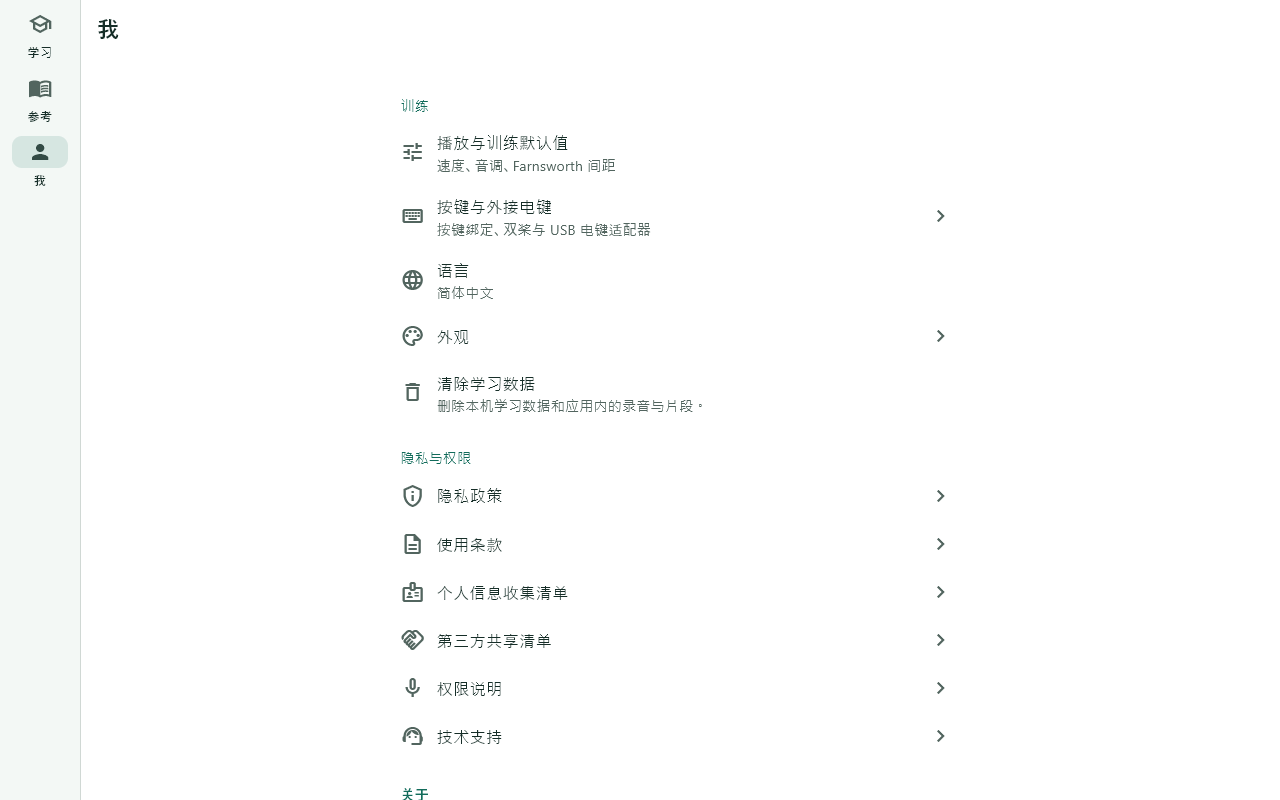 学习
参考
我
我
训练
播放与训练默认值
速度、音调、Farnsworth 间距
按键与外接电键
按键绑定、双桨与 USB 电键适配器
语言
简体中文
外观
清除学习数据
删除本机学习数据和应用内的录音与片段。
隐私与权限
隐私政策
使用条款
个人信息收集清单
第三方共享清单
权限说明
技术支持
关于